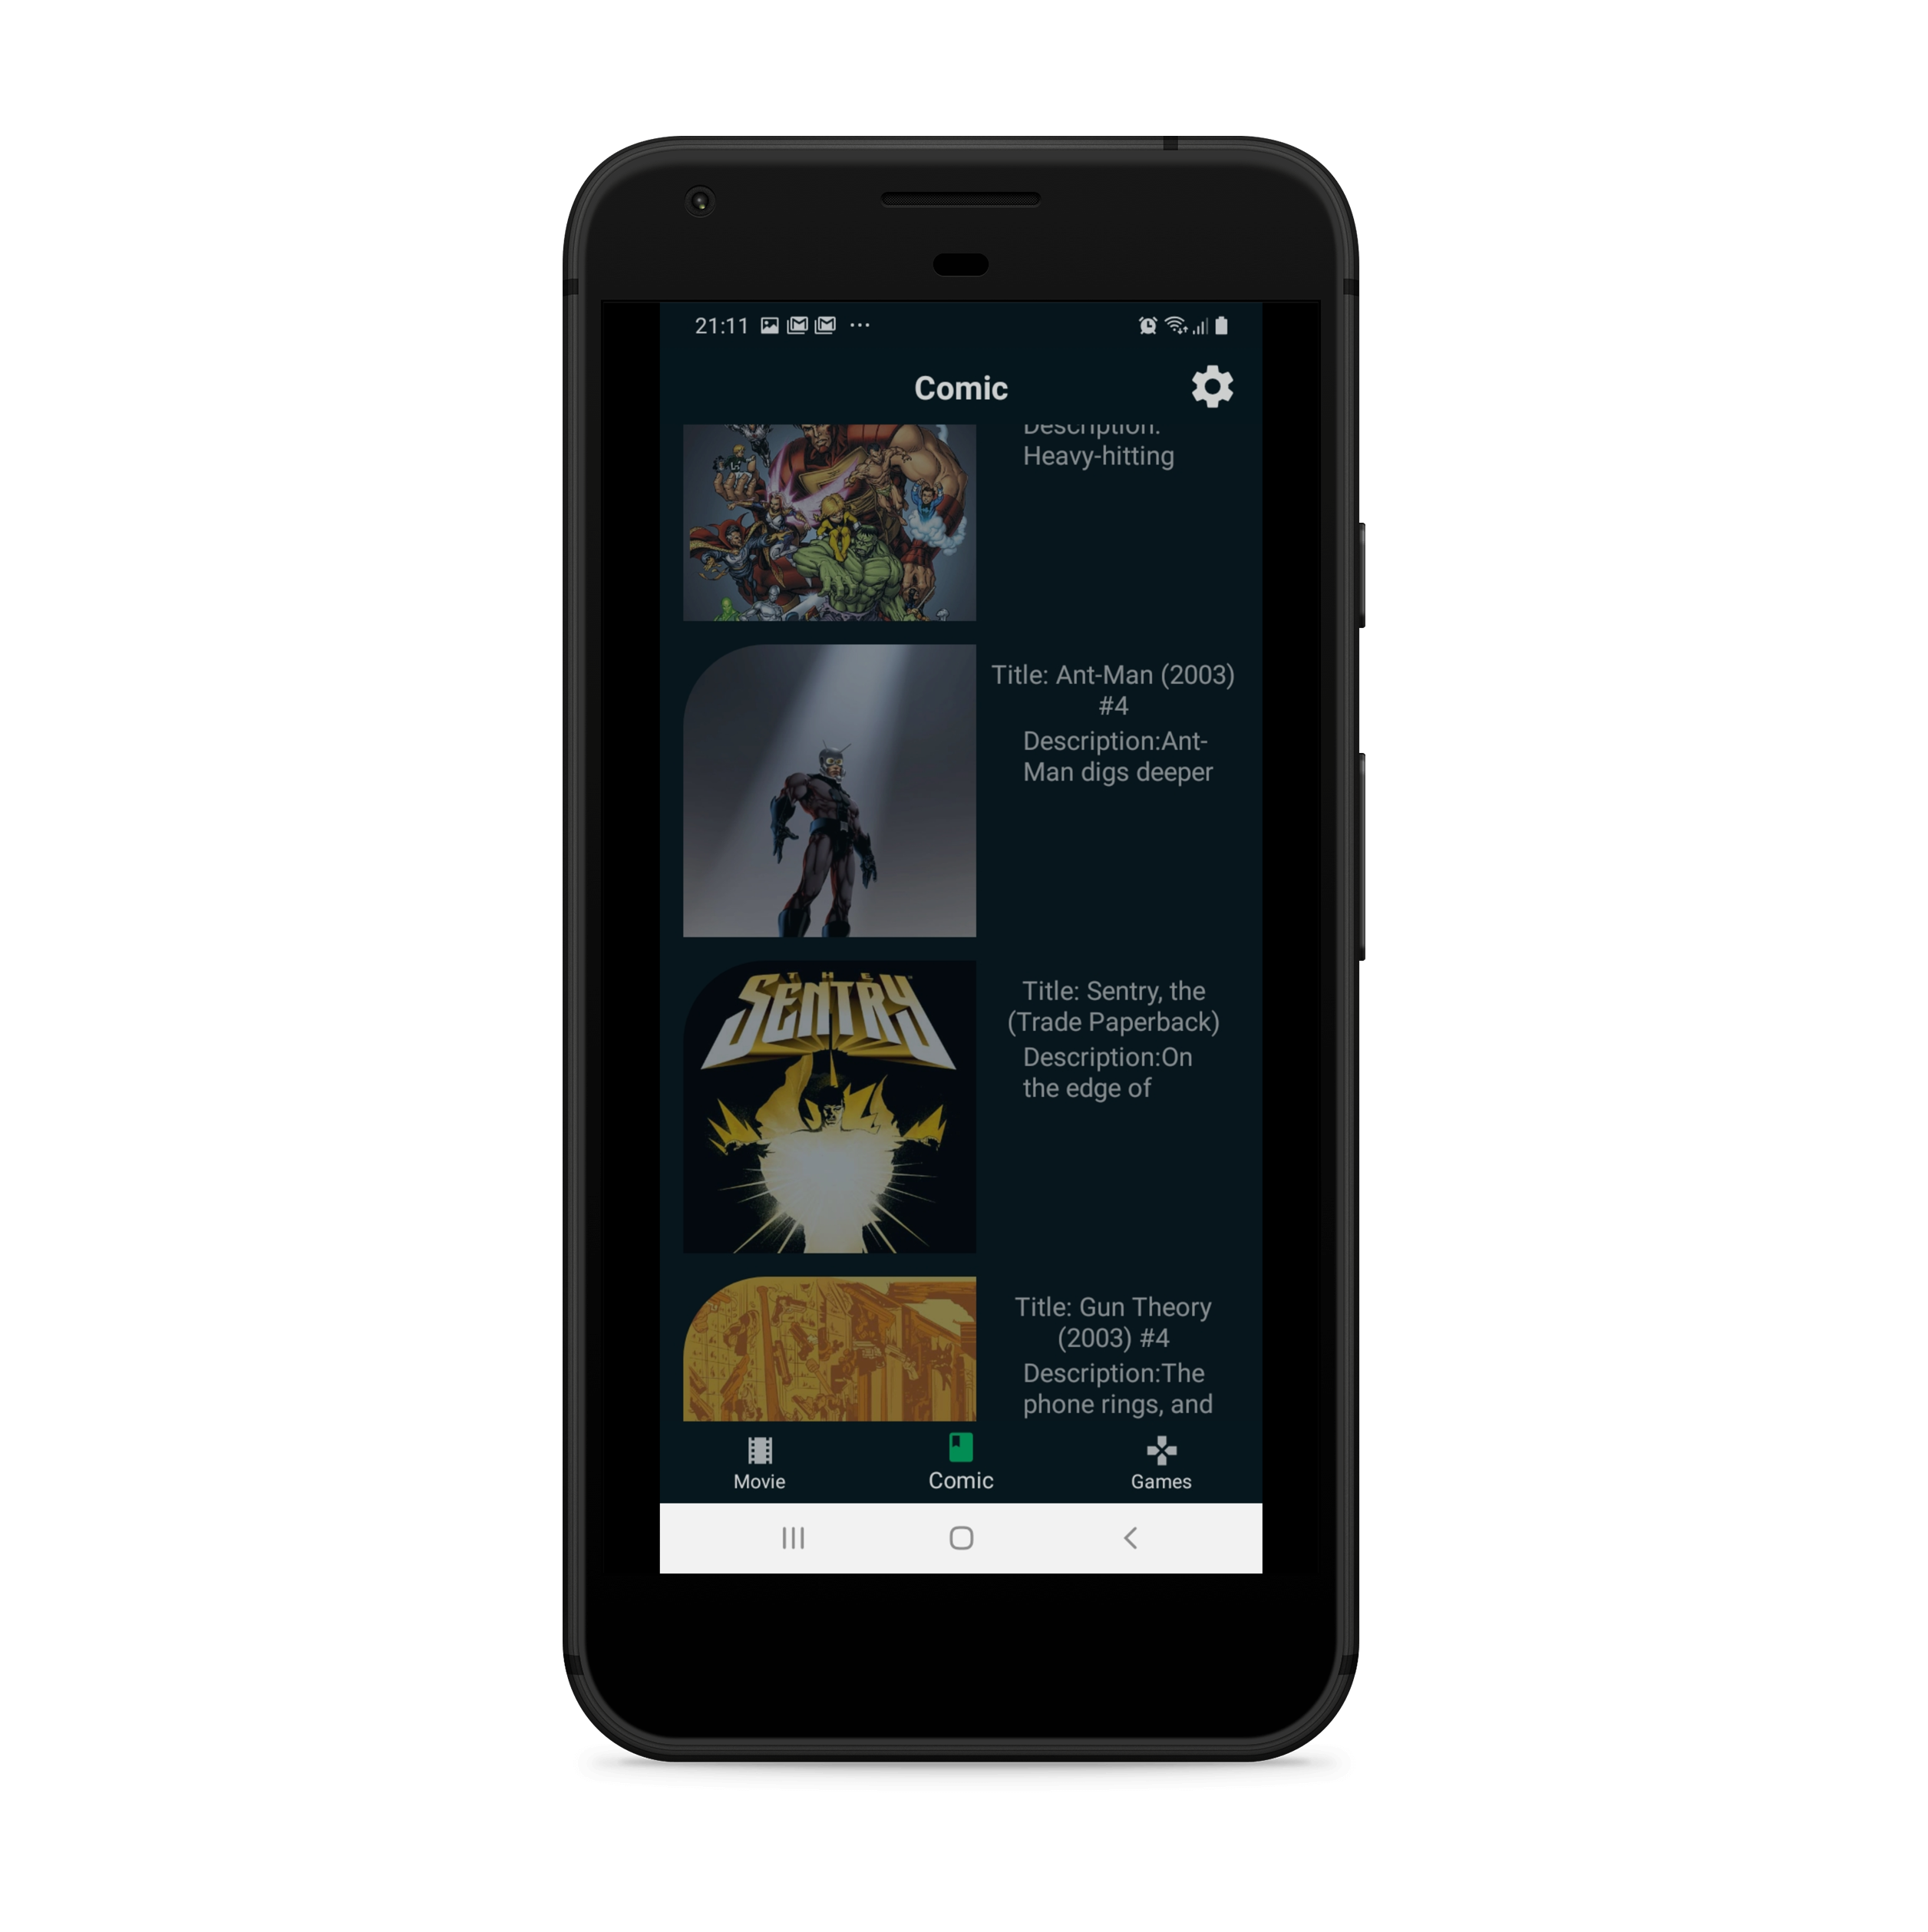 21:11
Comic
Description:
Heavy-hitting
Title: Ant-Man (2003)
#4
Description:Ant-
Man digs deeper
THE
SENTRY
Title: Sentry, the
(Trade Paperback)
Description:On
the edge of
Title: Gun Theory
(2003) #4
Description:The
phone rings, and
Movie
Comic
Games